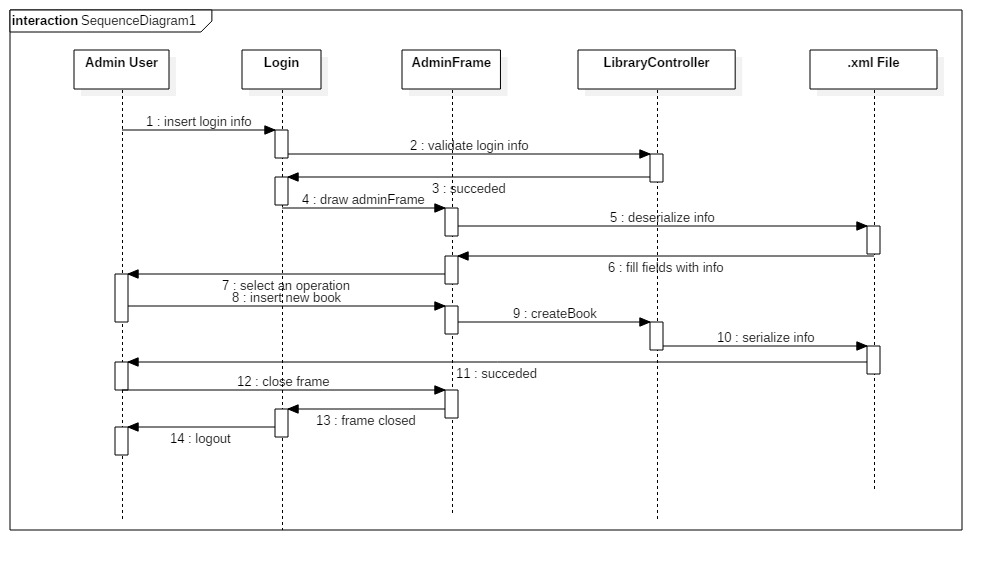 interaction SequenceDiagram1
Admin User
Login
AdminFrame
LibraryController
.xml File
1 : insert login info
2 : validate login info
3 : succeded
4 : draw adminFrame
5 : deserialize info
6 : fill fields with info
7 : select an operation
8 : insert new book
9 : createBook
10 : serialize info
11 : succeded
12 : close frame
13 : frame closed
14 : logout